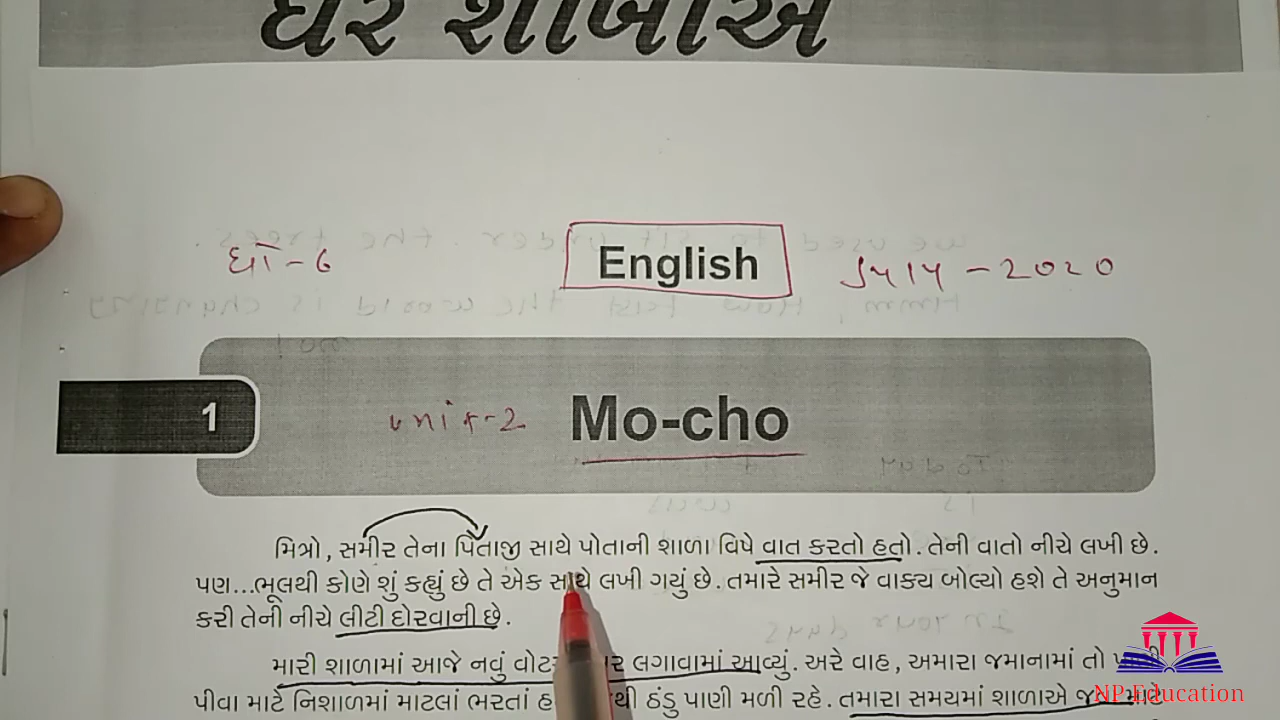 ઘરે શીખીએ
ધો-૬
English
July-2020
1
unit-2
Mo-cho
મિત્રો, સમીર તેના પિતાજી સાથે પોતાની શાળા વિષે વાત કરતો હતો. તેની વાતો નીચે લખી છે.
પણ...ભૂલથી કોણે શું કહ્યું છે તે એક સાથે લખી ગયું છે. તમારે સમીર જે વાક્ય બોલ્યો હશે તે અનુમાન
કરી તેની નીચે લીટી દોરવાની છે.
મારી શાળામાં આજે નવું લગાવામાં આવ્યું. અરે વાહ, અમારા જમાનામાં તો
પીવા માટે નિશાળમાં માટલાં ભરતાં ઠંડુ પાણી મળી રહે. તમારા સમયમાં શાળાએ માટે
NP Education